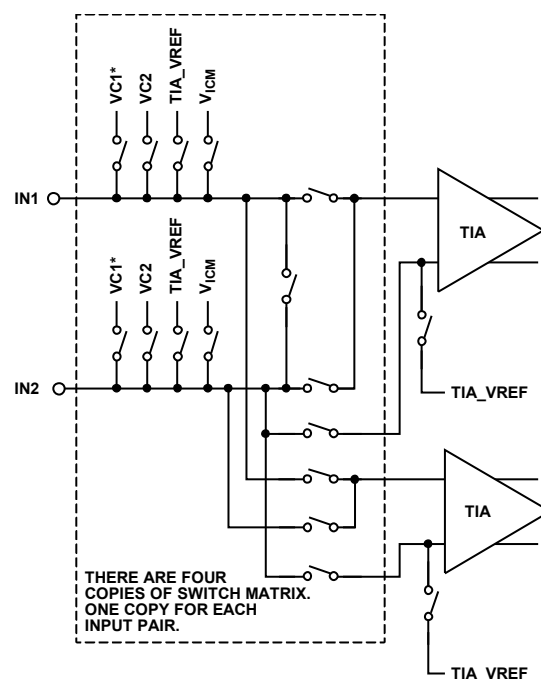 VC1*
VC2
TIA_VREF
VICM
IN1
TIA
VC1*
VC2
TIA_VREF
VICM
IN2
TIA_VREF
TIA
THERE ARE FOUR
COPIES OF SWITCH MATRIX.
ONE COPY FOR EACH
INPUT PAIR.
TIA_VREF